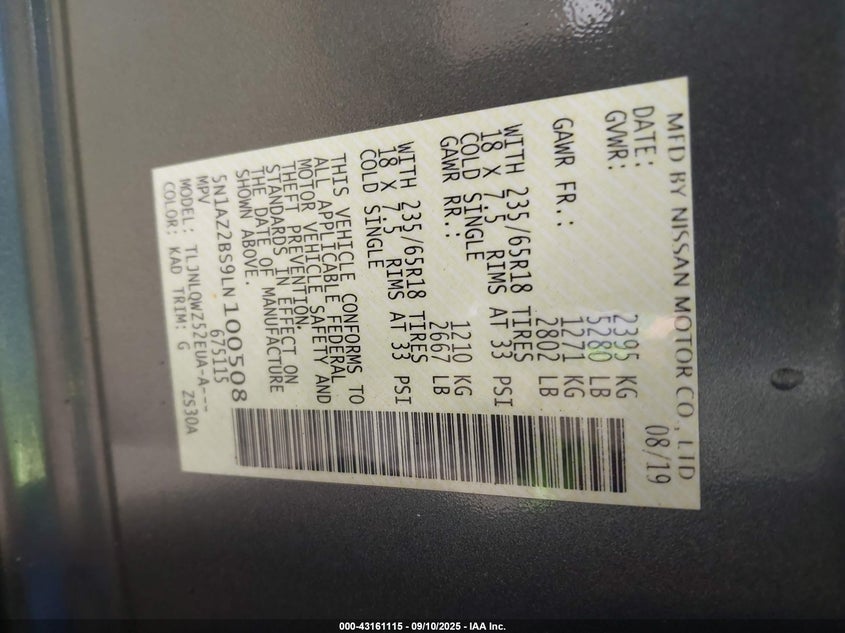 MFD BY NISSAN MOTOR CO., LTD
DATE: 08/19
GVWR: 2395 KG
5280 LB
GAWR FR.: 1271 KG
2802 LB
WITH 235/65R18 TIRES
18 X 7.5 RIMS AT 33 PSI
COLD SINGLE
GAWR RR.: 1210 KG
2667 LB
WITH 235/65R18 TIRES
18 X 7.5 RIMS AT 33 PSI
COLD SINGLE
THIS VEHICLE CONFORMS TO
ALL APPLICABLE FEDERAL
MOTOR VEHICLE SAFETY AND
THEFT PREVENTION.
STANDARDS IN EFFECT ON
THE DATE OF MANUFACTURE
SHOWN ABOVE.
5N1AZ2BS9LN100508
MPV 675115
MODEL: TLJNLQWZ52EUA-A---
COLOR: KAD TRIM: G ZS30A
000-43161115 - 09/10/2025 - IAA Inc.